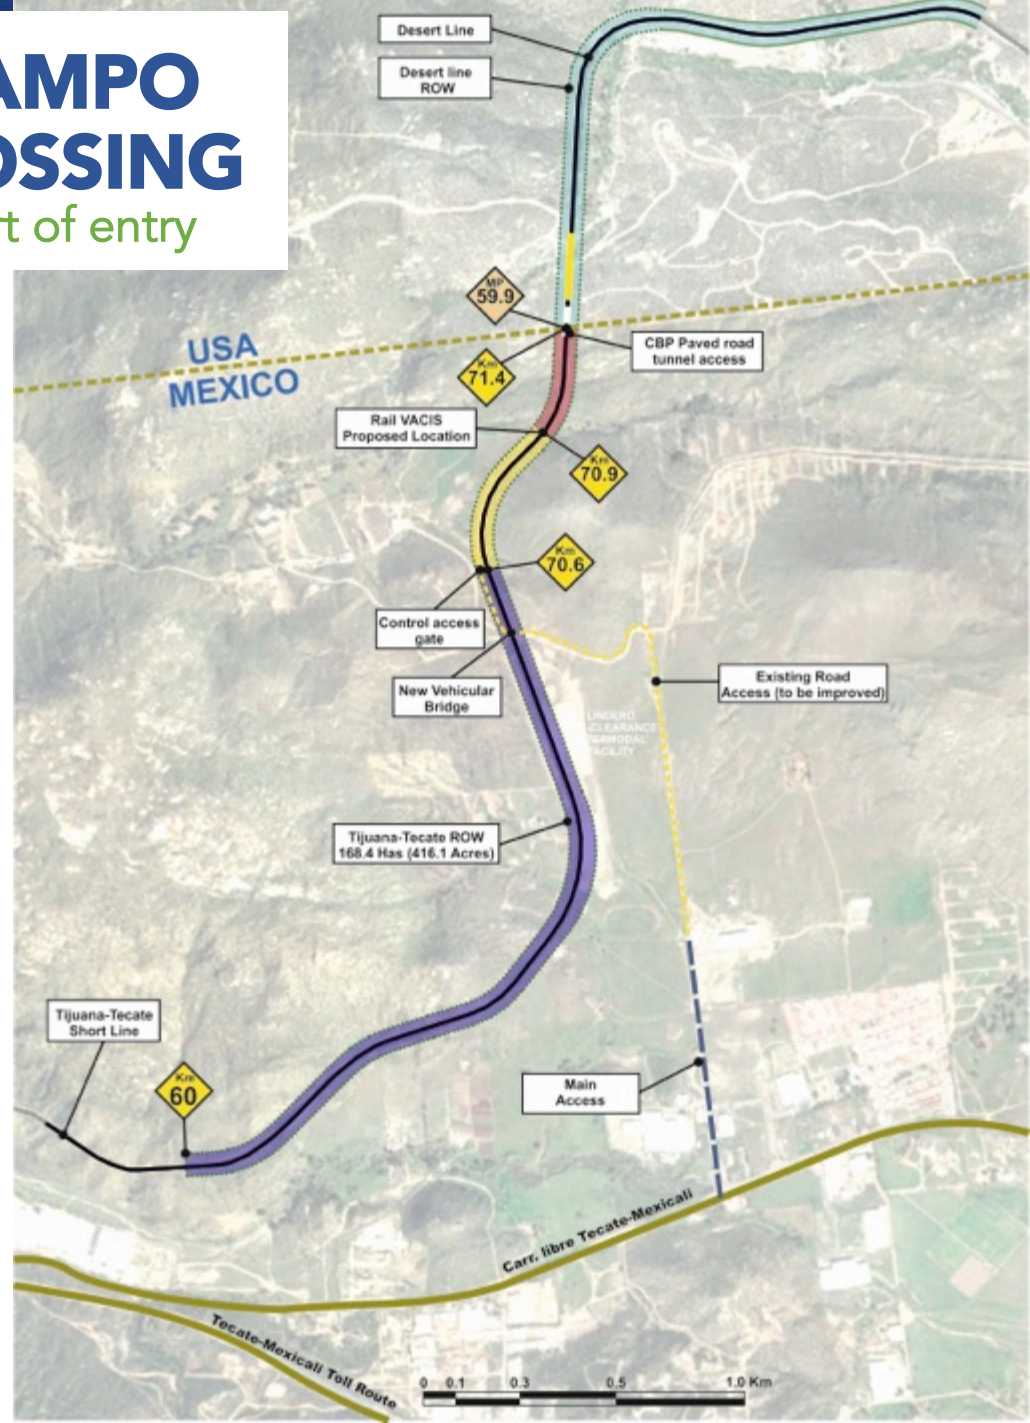 AMPO
OSSING
rt of entry
Desert Line
Desert line
ROW
MP
59.9
USA
MEXICO
CBP Paved road
tunnel access
Km
71.4
Rail VACIS
Proposed Location
Km
70.9
Km
70.6
Control access
gate
New Vehicular
Bridge
Existing Road
Access (to be improved)
LINDERO
CLEARANCE
FACILITY
Tijuana-Tecate ROW
168.4 Has (416.1 Acres)
Tijuana-Tecate
Short Line
Km
60
Main
Access
Carr. libre Tecate-Mexicali
Tecate-Mexicali Toll Route
0 0.1 0.3 0.5 1.0 Km